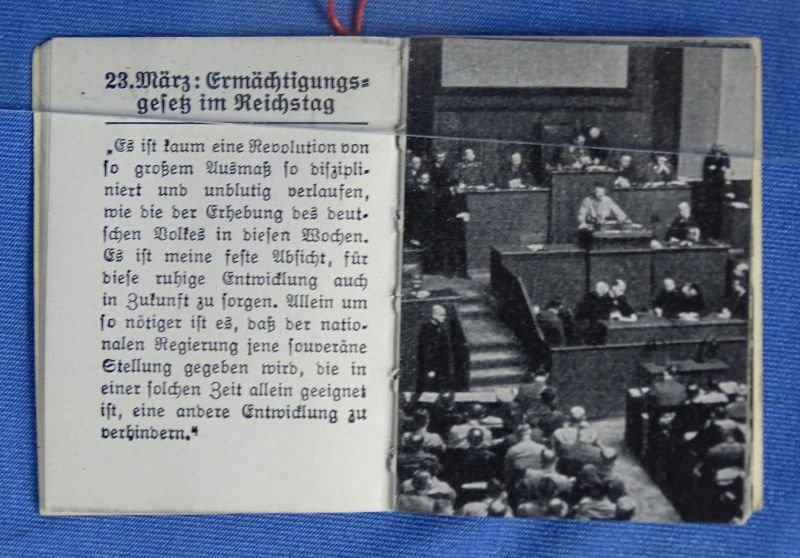 23. März: Ermächtigungs-
gesetz im Reichstag
„Es ist kaum eine Revolution von
so großem Ausmaß so diszipli-
niert und unblutig verlaufen,
wie die der Erhebung des deut-
schen Volkes in diesen Wochen.
Es ist meine feste Absicht, für
diese ruhige Entwicklung auch
in Zukunft zu sorgen. Allein um
so nötiger ist es, daß der natio-
nalen Regierung jene souveräne
Stellung gegeben wird, die in
einer solchen Zeit allein geeignet
ist, eine andere Entwicklung zu
verhindern.“